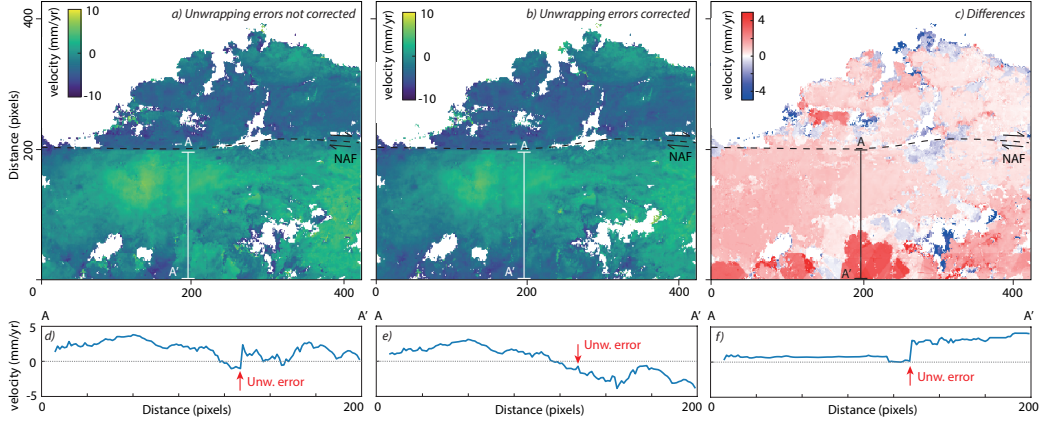 a) Unwrapping errors not corrected
b) Unwrapping errors corrected
c) Differences
400
200
0
Distance (pixels)
velocity (mm/yr)
10
0
-10
A
A'
NAF
0
200
400
velocity (mm/yr)
10
0
-10
A
A'
NAF
0
200
400
velocity (mm/yr)
4
0
-4
A
A'
NAF
0
200
400
A
A'
d)
velocity (mm/yr)
5
0
-5
Unw. error
0
200
Distance (pixels)
A
A'
e)
Unw. error
0
200
Distance (pixels)
A
A'
f)
Unw. error
0
200
Distance (pixels)